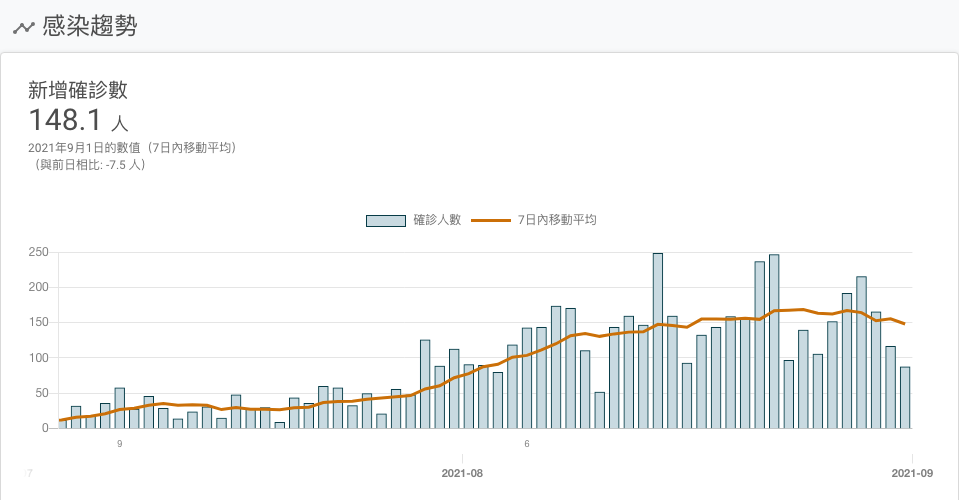 感染趨勢
新增確診數
148.1 人
2021年9月1日的數值（7日內移動平均）
（與前日相比: -7.5 人）
確診人數 7日內移動平均
250
200
150
100
50
0
9 6
7 2021-08 2021-09